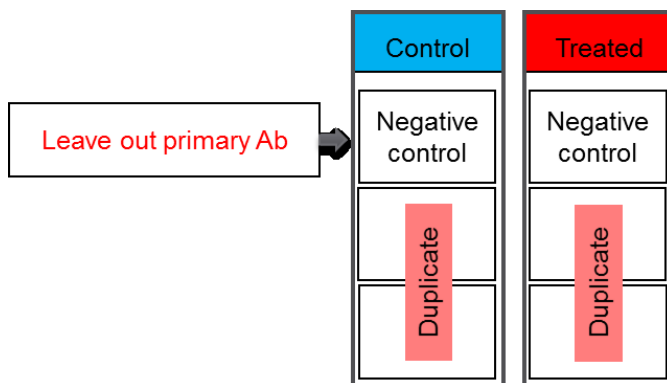 Control
Treated
Leave out primary Ab
Negative
control
Negative
control
Duplicate
Duplicate